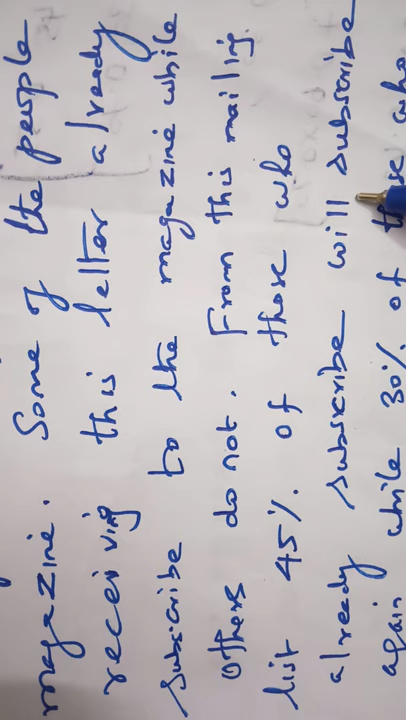 magazine. Some of the people
receiving this letter already
subscribe to the magazine while
others do not. From this mailing
list 45% of those who
already subscribe will subscribe
again while 30% of those who